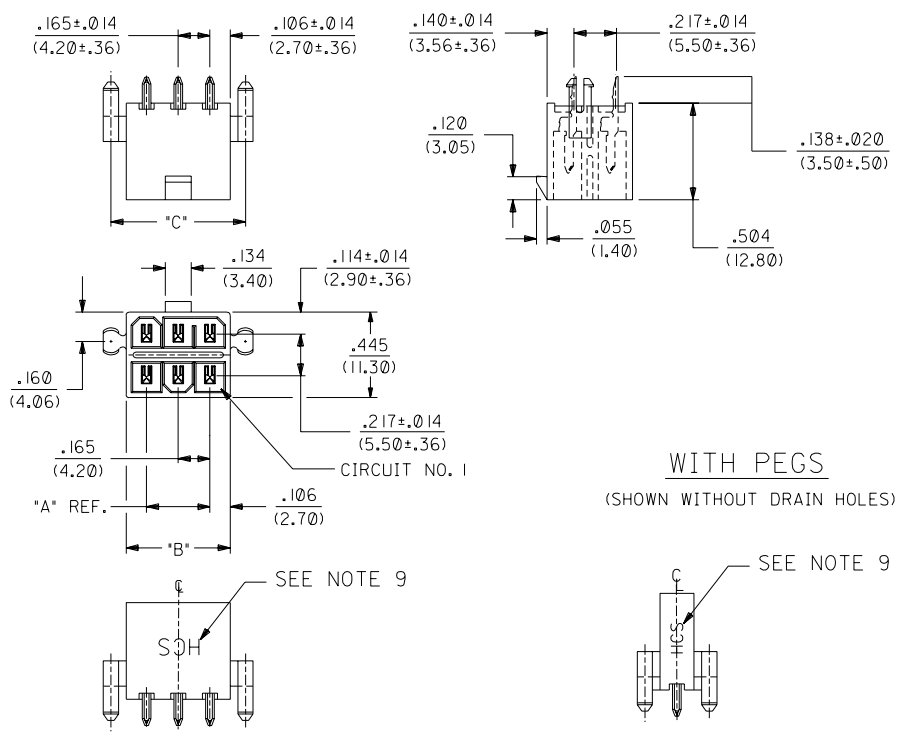 .165±.014
(4.20±.36)
.106±.014
(2.70±.36)
.140±.014
(3.56±.36)
.217±.014
(5.50±.36)
.120
(3.05)
.138±.020
(3.50±.50)
"C"
.055
(1.40)
.504
(12.80)
.134
(3.40)
.114±.014
(2.90±.36)
.445
(11.30)
.160
(4.06)
.217±.014
(5.50±.36)
.165
(4.20)
CIRCUIT NO. 1
WITH PEGS
(SHOWN WITHOUT DRAIN HOLES)
"A" REF.
.106
(2.70)
"B"
SEE NOTE 9
SEE NOTE 9
CL
CL
HCS
HCS